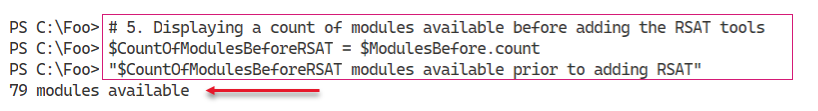 PS C:\Foo> # 5. Displaying a count of modules available before adding the RSAT tools
PS C:\Foo> $CountOfModulesBeforeRSAT = $ModulesBefore.count
PS C:\Foo> "$CountOfModulesBeforeRSAT modules available prior to adding RSAT"
79 modules available